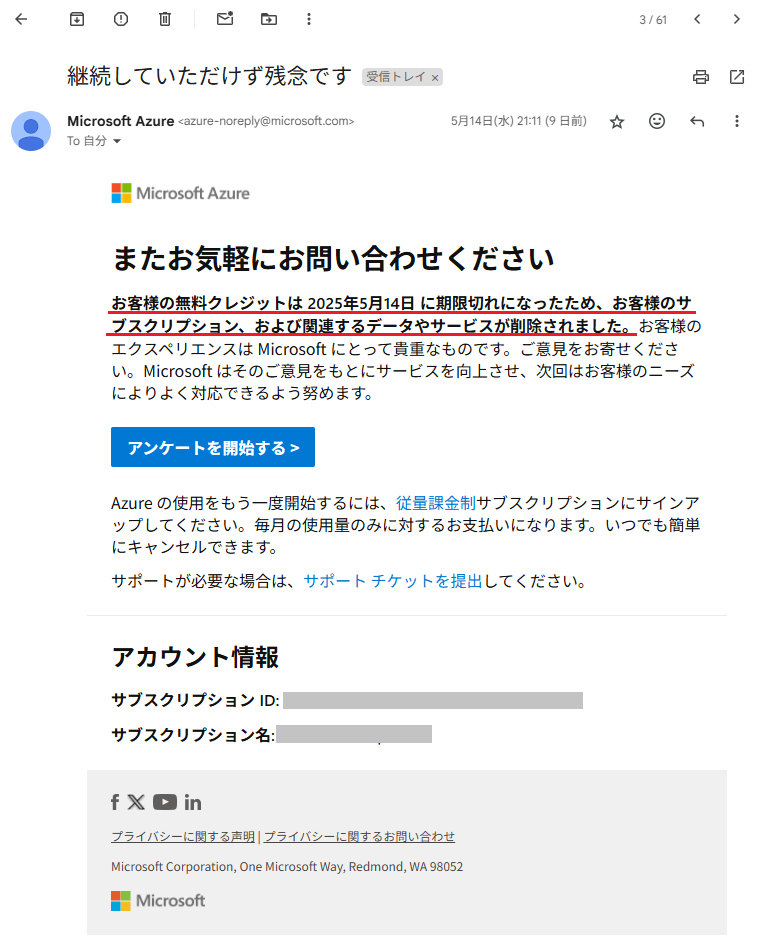 3 / 61
継続していただけず残念です 受信トレイ ×
Microsoft Azure <azure-noreply@microsoft.com> 5月14日(水) 21:11 (9 日前)
To 自分
Microsoft Azure
またお気軽にお問い合わせください
お客様の無料クレジットは 2025年5月14日 に期限切れになったため、お客様のサ
ブスクリプション、および関連するデータやサービスが削除されました。お客様の
エクスペリエンスは Microsoft にとって貴重なものです。ご意見をお寄せくださ
い。Microsoft はそのご意見をもとにサービスを向上させ、次回はお客様のニーズ
によりよく対応できるよう努めます。
アンケートを開始する >
Azure の使用をもう一度開始するには、従量課金制サブスクリプションにサインア
ップしてください。毎月の使用量のみに対するお支払いになります。いつでも簡単
にキャンセルできます。
サポートが必要な場合は、サポート チケットを提出してください。
アカウント情報
サブスクリプション ID:
サブスクリプション名:
プライバシーに関する声明 | プライバシーに関するお問い合わせ
Microsoft Corporation, One Microsoft Way, Redmond, WA 98052
Microsoft